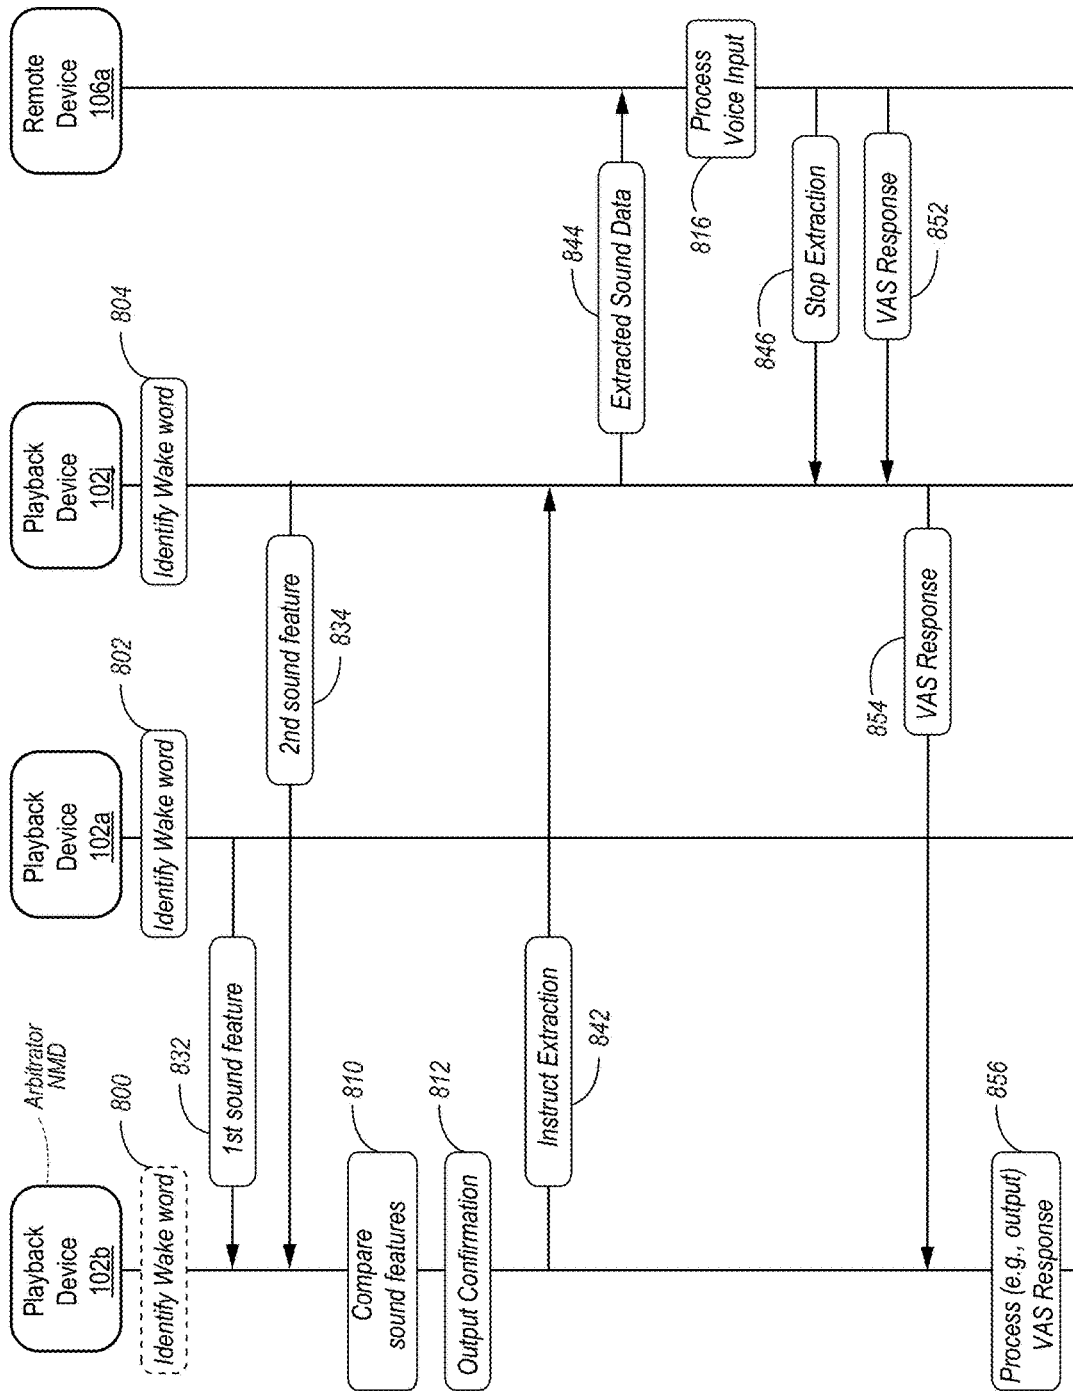 Playback
Device
102b
Arbitrator
NMD
Playback
Device
102a
Playback
Device
102j
Remote
Device
106a
800
Identify Wake word
802
Identify Wake word
804
Identify Wake word
832
1st sound feature
2nd sound feature
834
810
Compare
sound features
812
Output Confirmation
Instruct Extraction
842
844
Extracted Sound Data
Process
Voice Input
816
Stop Extraction
846
VAS Response
852
854
VAS Response
856
Process (e.g., output)
VAS Response